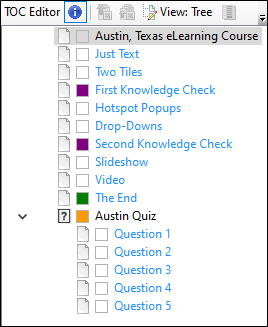 TOC Editor View: Tree
Austin, Texas eLearning Course
Just Text
Two Tiles
First Knowledge Check
Hotspot Popups
Drop-Downs
Second Knowledge Check
Slideshow
Video
The End
Austin Quiz
Question 1
Question 2
Question 3
Question 4
Question 5